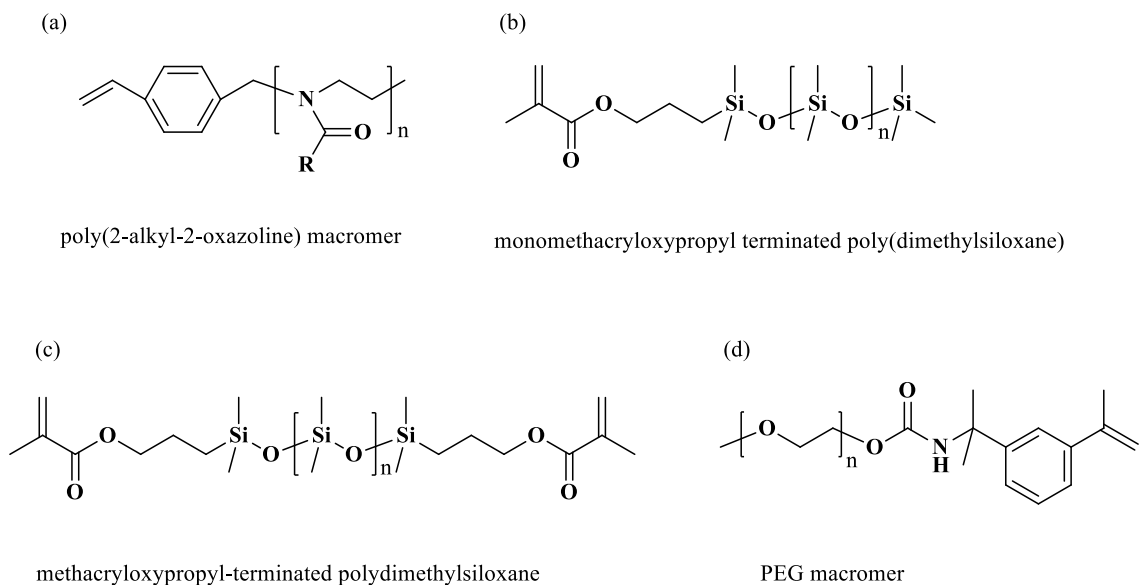 (a)
(b)
N
O
n
R
O
O
Si
O
Si
O
n
Si
poly(2-alkyl-2-oxazoline) macromer
monomethacryloxypropyl terminated poly(dimethylsiloxane)
(c)
(d)
O
O
Si
O
Si
O
n
Si
O
O
O
n
O
O
N
H
methacryloxypropyl-terminated polydimethylsiloxane
PEG macromer